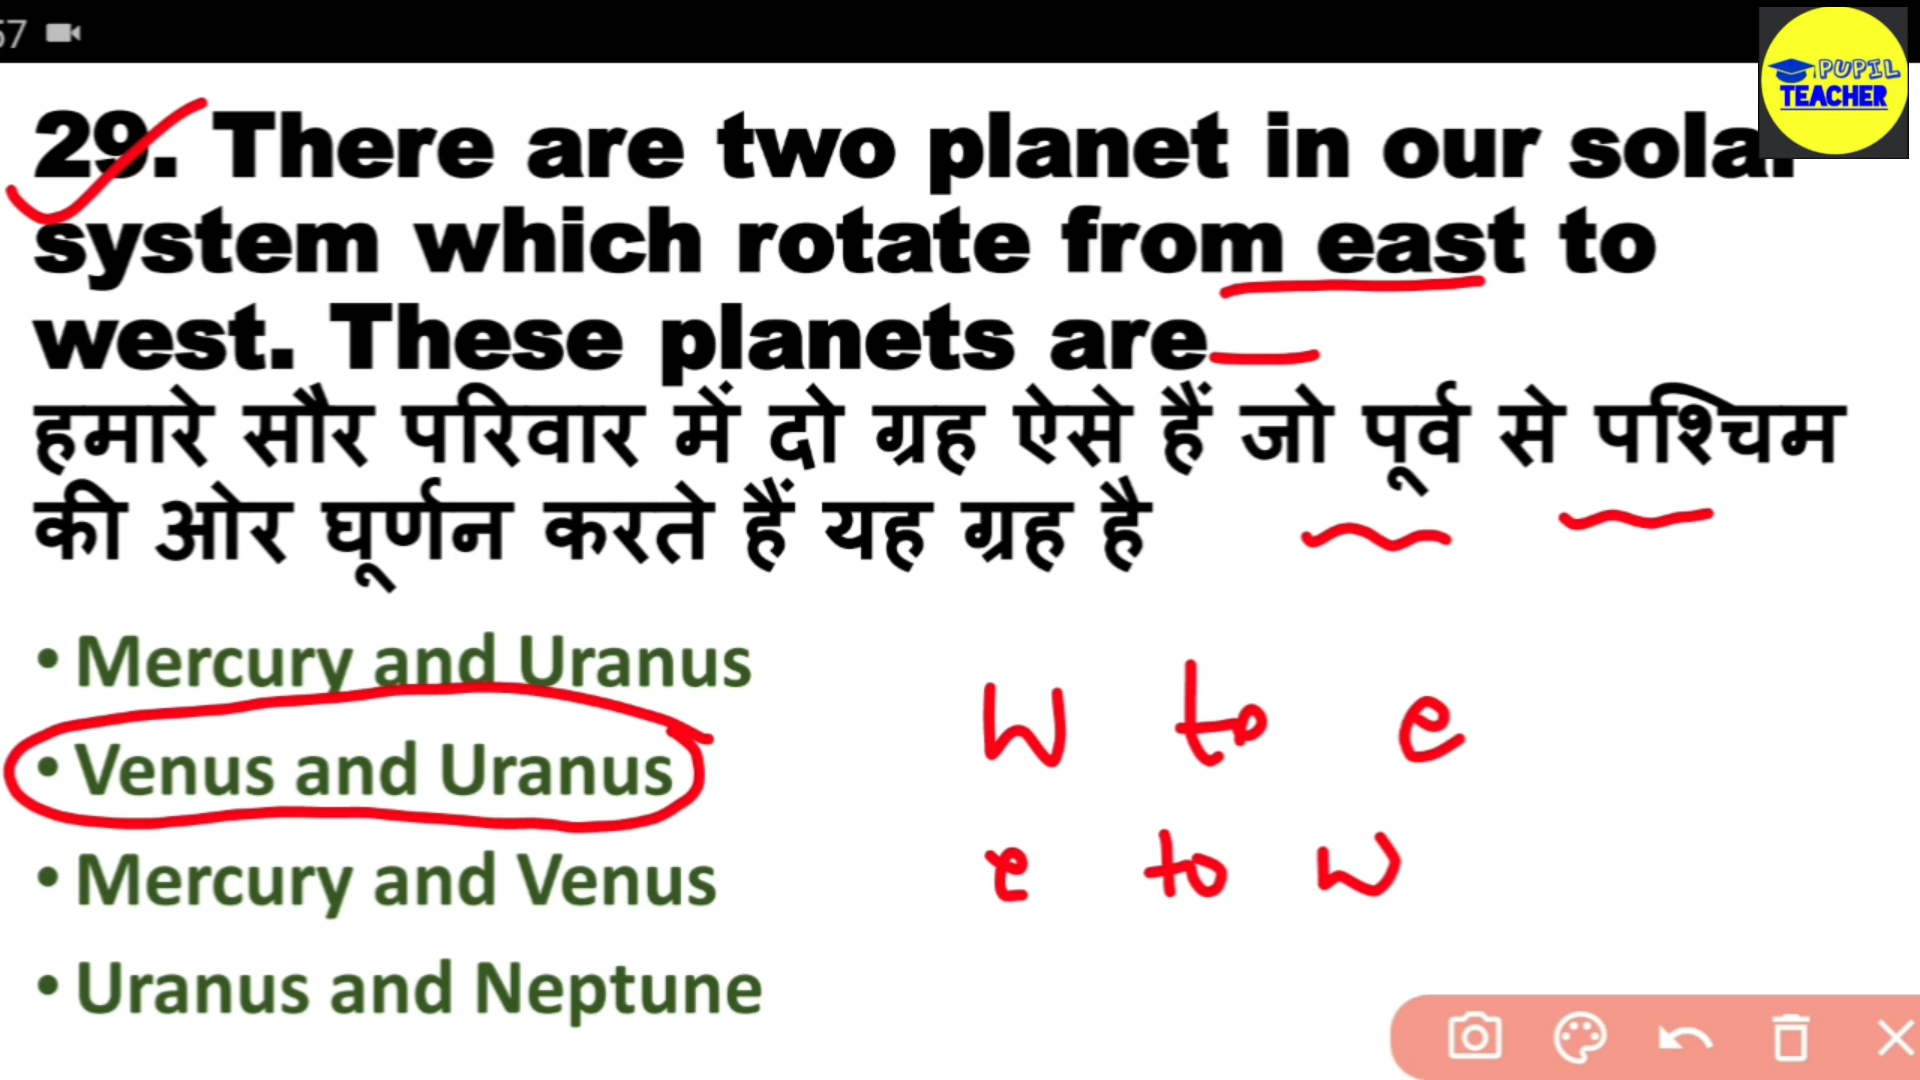 57
PUPIL
TEACHER
29. There are two planet in our solar
system which rotate from east to
west. These planets are
हमारे सौर परिवार में दो ग्रह ऐसे हैं जो पूर्व से पश्चिम
की ओर घूर्णन करते हैं यह ग्रह है
• Mercury and Uranus
• Venus and Uranus
• Mercury and Venus
• Uranus and Neptune
W to e
e to W